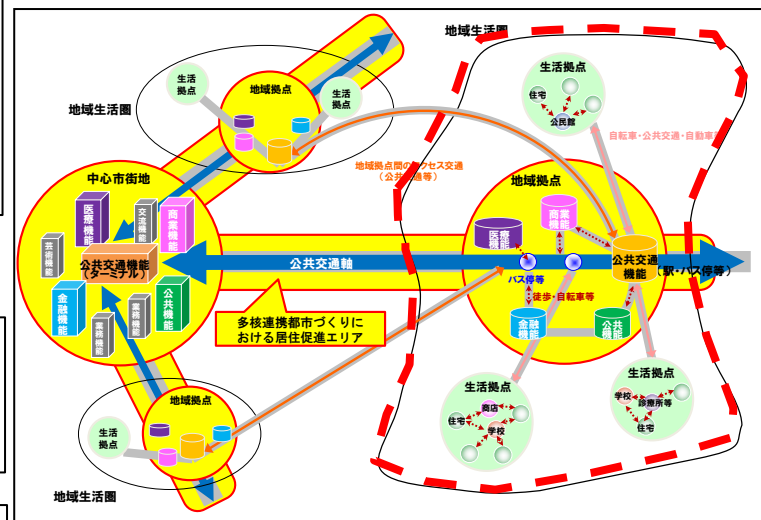 地域生活圏
生活
拠点
地域拠点
生活
拠点
地域生活圏
生活拠点
住宅
公民館
自転車・公共交通・自動車
地域拠点間のアクセス交通
（公共交通等）
中心市街地
医療機能
交流機能
商業機能
芸術機能
公共交通機能
（ターミナル）
金融機能
業務機能
業務機能
公共機能
公共交通軸
地域拠点
医療
機能
商業
機能
公共交通
機能
（駅・バス停等）
バス停等
徒歩・自転車等
金融
機能
公共
機能
多核連携都市づくりに
おける居住促進エリア
生活拠点
商店
住宅
学校
生活拠点
学校
診療所等
住宅
地域拠点
生活
拠点
地域生活圏